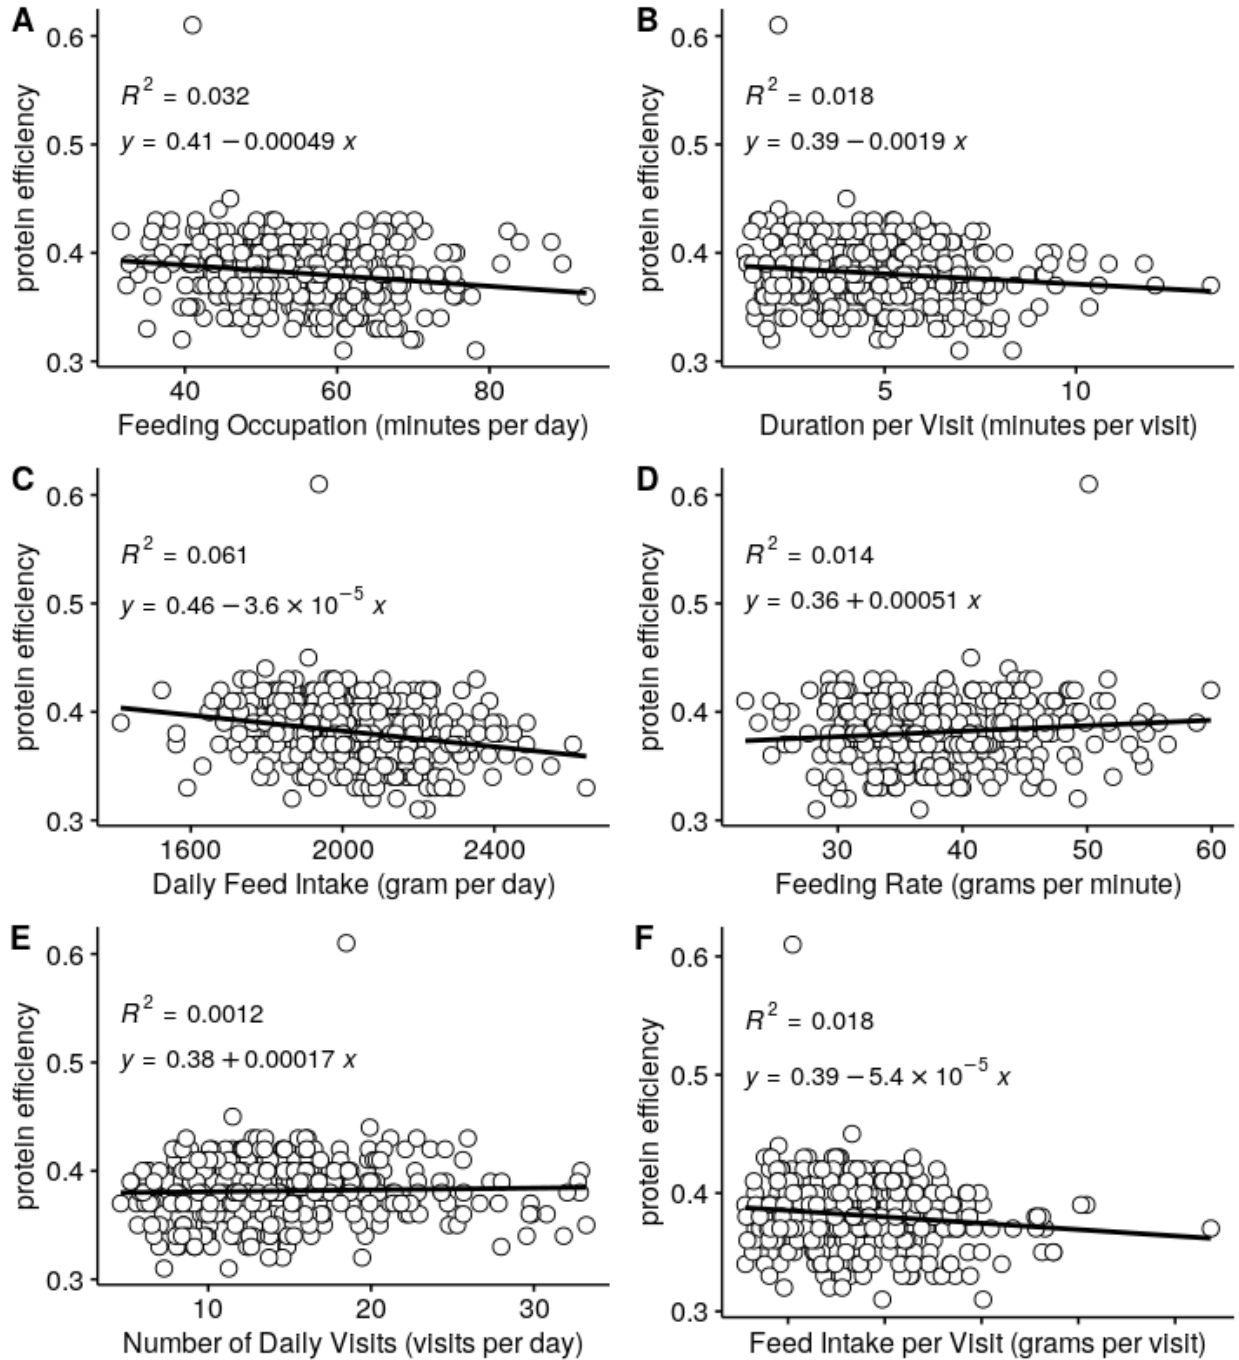 A
0.6
R² = 0.032
y = 0.41 − 0.00049 x
0.5
0.4
0.3
protein efficiency
40 60 80
Feeding Occupation (minutes per day)
B
0.6
R² = 0.018
y = 0.39 − 0.0019 x
0.5
0.4
0.3
protein efficiency
5 10
Duration per Visit (minutes per visit)
C
0.6
R² = 0.061
y = 0.46 − 3.6 × 10⁻⁵ x
0.5
0.4
0.3
protein efficiency
1600 2000 2400
Daily Feed Intake (gram per day)
D
0.6
R² = 0.014
y = 0.36 + 0.00051 x
0.5
0.4
0.3
protein efficiency
30 40 50 60
Feeding Rate (grams per minute)
E
0.6
R² = 0.0012
y = 0.38 + 0.00017 x
0.5
0.4
0.3
protein efficiency
10 20 30
Number of Daily Visits (visits per day)
F
0.6
R² = 0.018
y = 0.39 − 5.4 × 10⁻⁵ x
0.5
0.4
0.3
protein efficiency
Feed Intake per Visit (grams per visit)